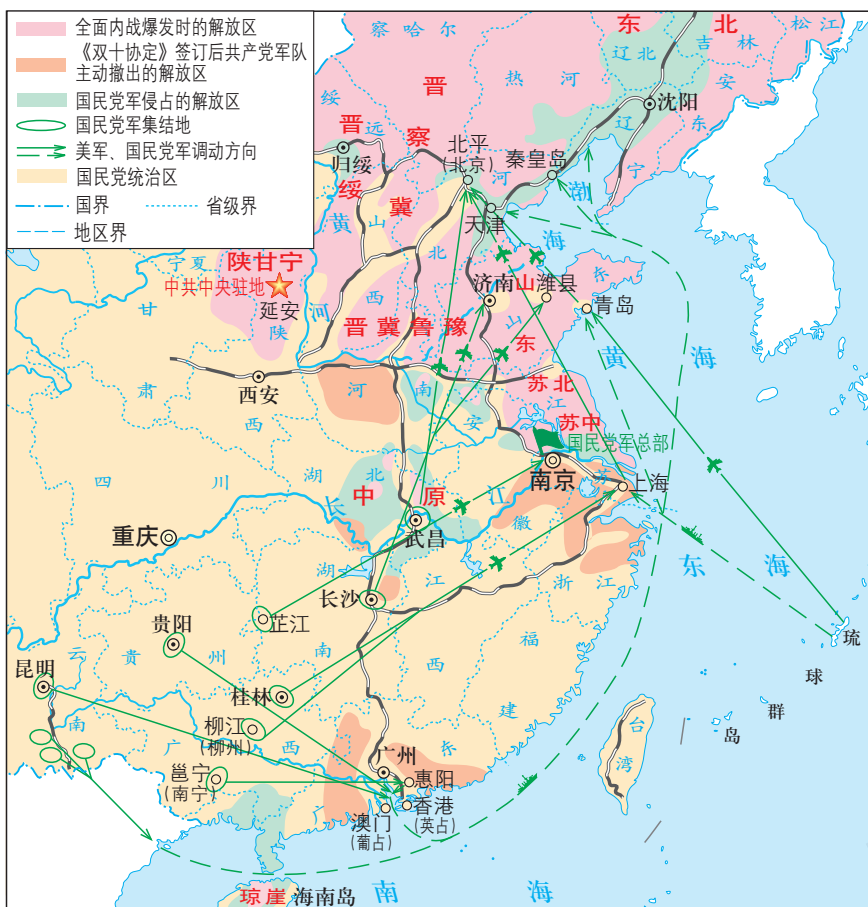 全面内战爆发时的解放区
《双十协定》签订后共产党军队
主动撤出的解放区
国民党军侵占的解放区
国民党军集结地
美军、国民党军调动方向
国民党统治区
国界
省级界
地区界
察哈尔
东
北
松江
辽北
吉林
热河
安
晋
绥
远
晋
察
沈阳
辽
东
北平
(北京)
秦皇岛
归绥
河
宁
渤
绥
冀
黄
山
天津
海
宁夏
陕甘宁
北
中共中央驻地
济南
山
潍县
东
甘
延安
河
西
青岛
陕
山
晋冀鲁豫
东
黄
海
西安
河
南
苏北
肃
江
西
安
苏中
国民党军总部
四
川
湖
北
南京
苏
上海
中
原
长
江
重庆
武昌
徽
东
海
湖
长沙
江
浙
江
贵阳
芷江
琉
昆明
云
贵
州
南
西
福
球
桂林
群
南
柳江
(柳州)
建
岛
台
广
西
广州
东
湾
邕宁
(南宁)
惠阳
香港
(英占)
广
澳门
(葡占)
琼崖
海南岛
南
海